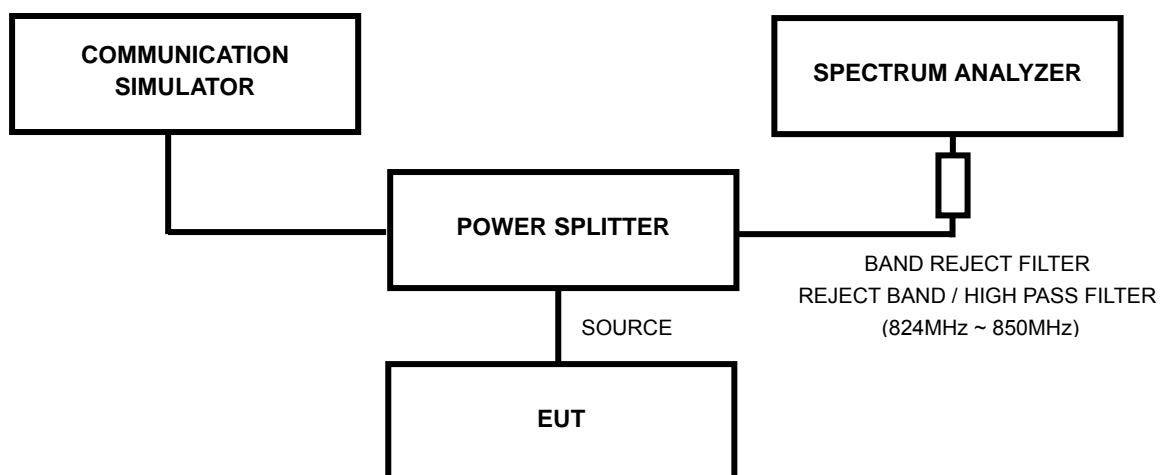 COMMUNICATION
SIMULATOR
SPECTRUM ANALYZER
POWER SPLITTER
BAND REJECT FILTER
REJECT BAND / HIGH PASS FILTER
(824MHz ~ 850MHz)
SOURCE
EUT